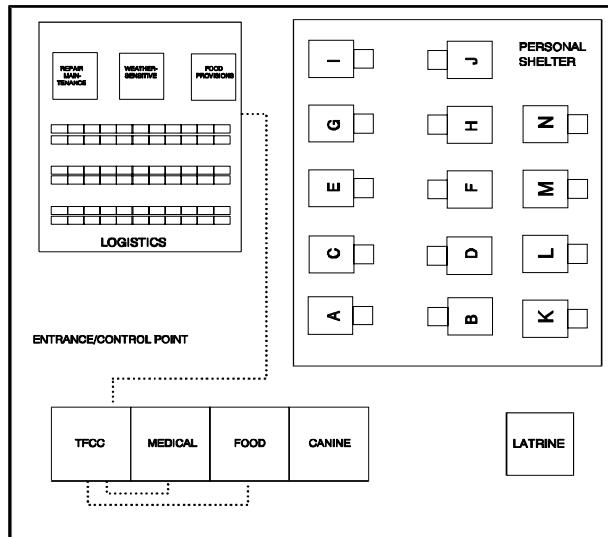 REPAIR
MAIN-
TENANCE
WEATHER-
SENSITIVE
FOOD
PROVISIONS
LOGISTICS
PERSONAL
SHELTER
I
J
G
H
N
E
F
M
C
D
L
A
B
K
ENTRANCE/CONTROL POINT
TFCC
MEDICAL
FOOD
CANINE
LATRINE